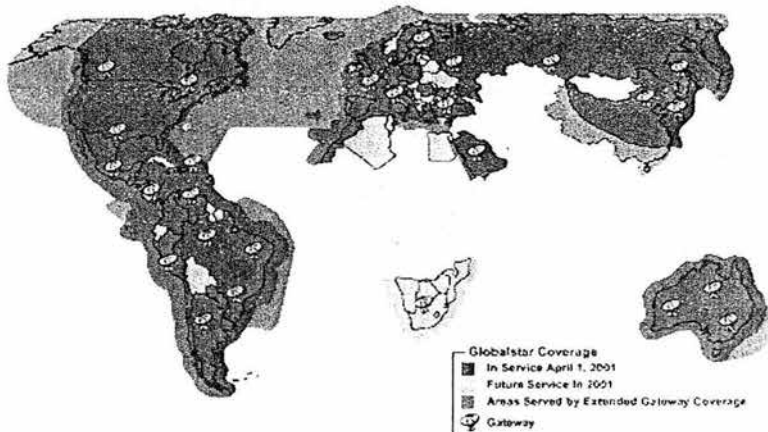 Globalstar Coverage
In Service April 1, 2001
Future Service In 2001
Areas Served by Extended Gateway Coverage
Gateway